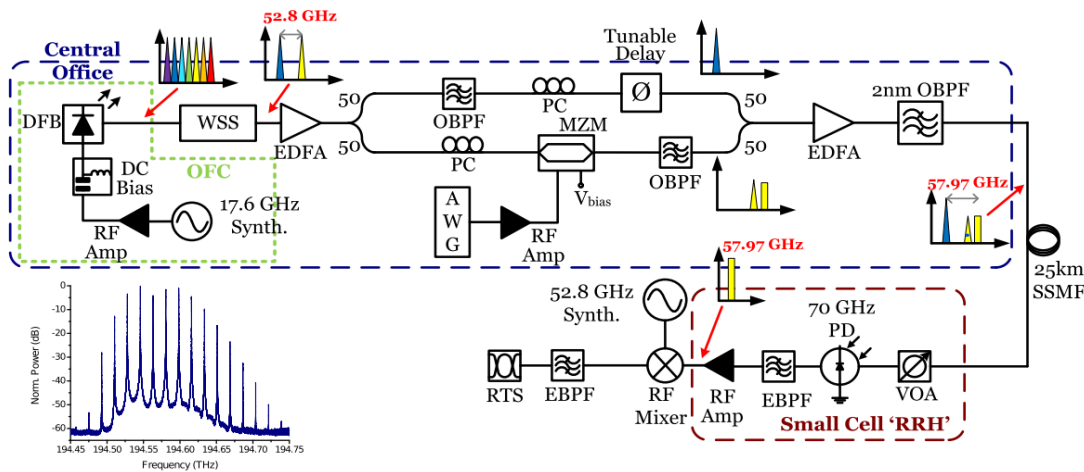 Central
Office
52.8 GHz
Tunable
Delay
DFB
WSS
EDFA
50
50
OBPF
PC
Ø
50
50
EDFA
2nm OBPF
PC
MZM
OBPF
V_bias
OFC
DC
Bias
RF
Amp
17.6 GHz
Synth.
A
W
G
RF
Amp
57.97 GHz
25km
SSMF
57.97 GHz
52.8 GHz
Synth.
70 GHz
PD
RTS
EBPF
RF
Mixer
RF
Amp
EBPF
VOA
Small Cell ‘RRH’
Norm. Power (dB)
0
-10
-20
-30
-40
-50
-60
194.45 194.50 194.55 194.60 194.65 194.70 194.75
Frequency (THz)